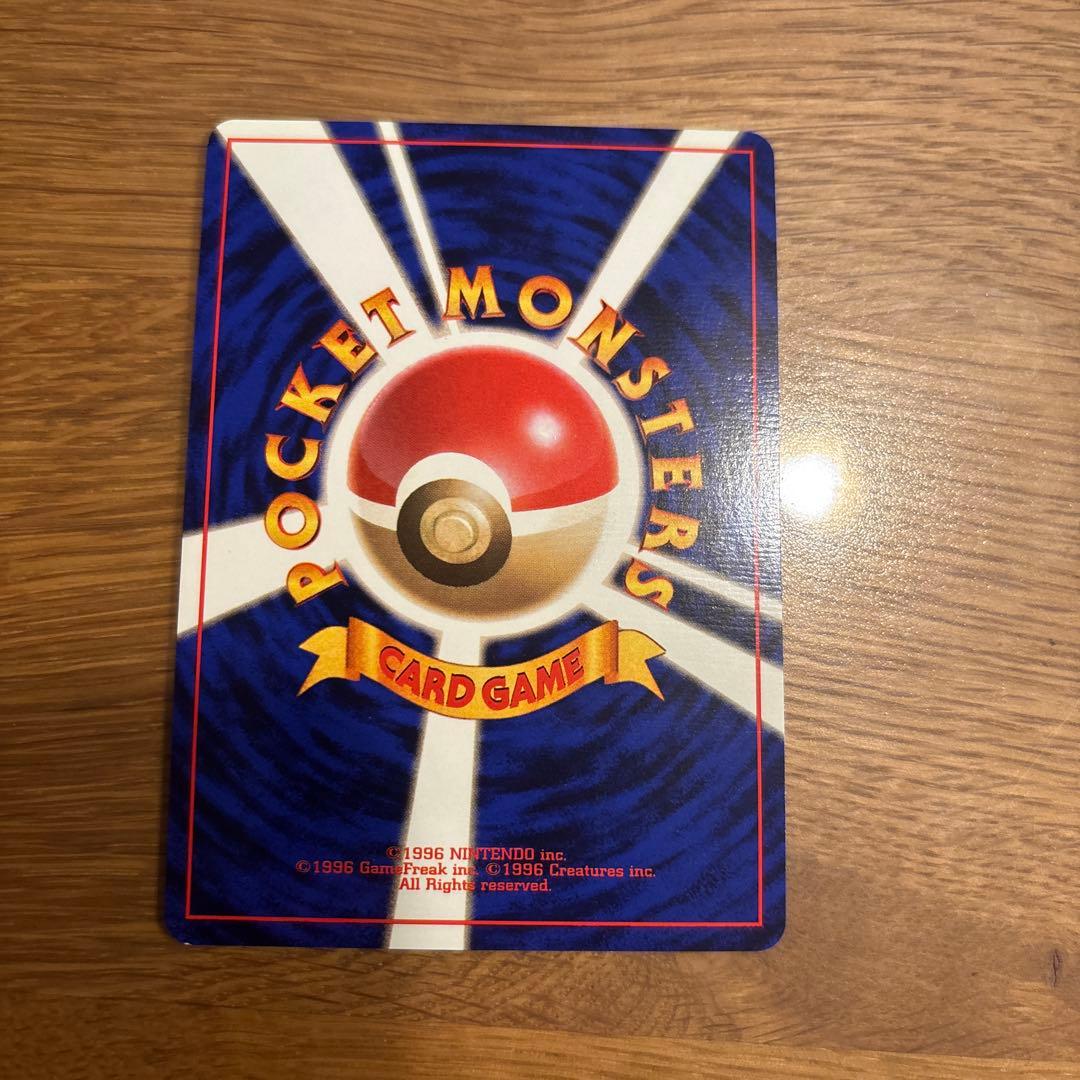 POCKET MONSTERS
CARD GAME
©1996 NINTENDO inc.
©1996 GameFreak inc. ©1996 Creatures inc.
All Rights reserved.